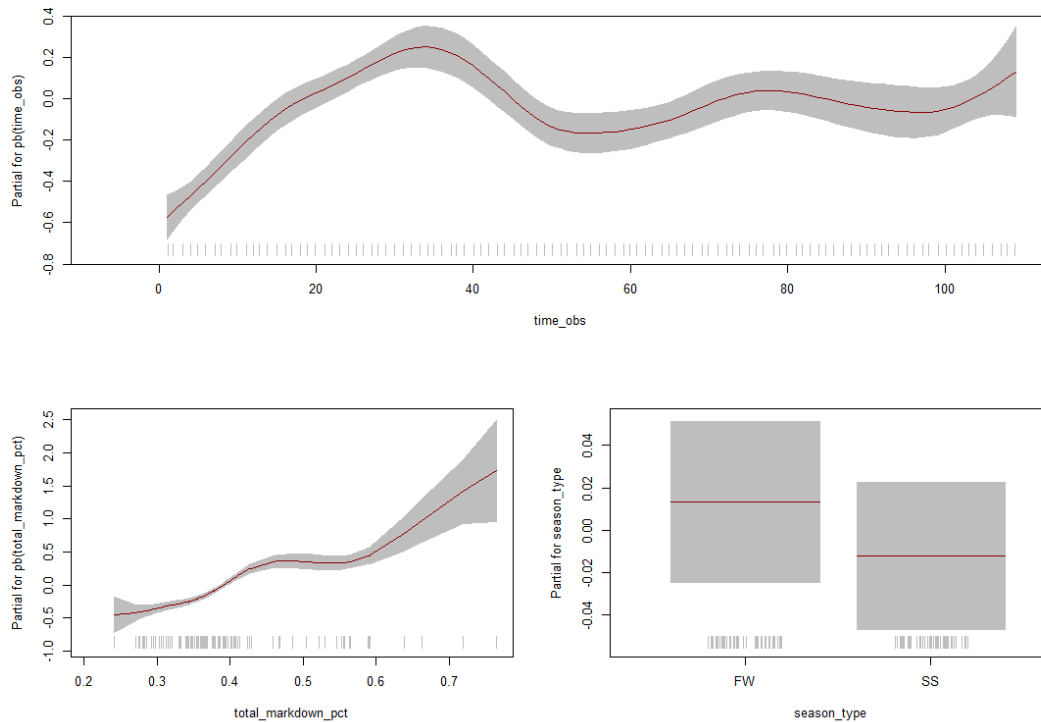 Partial for pb(time_obs)
0.4
0.2
0.0
-0.2
-0.4
-0.6
-0.8
0 20 40 60 80 100
time_obs
Partial for pb(total_markdown_pct)
2.5
2.0
1.5
1.0
0.5
0.0
-0.5
-1.0
0.2 0.3 0.4 0.5 0.6 0.7
total_markdown_pct
Partial for season_type
0.04
0.02
0.00
-0.02
-0.04
FW SS
season_type